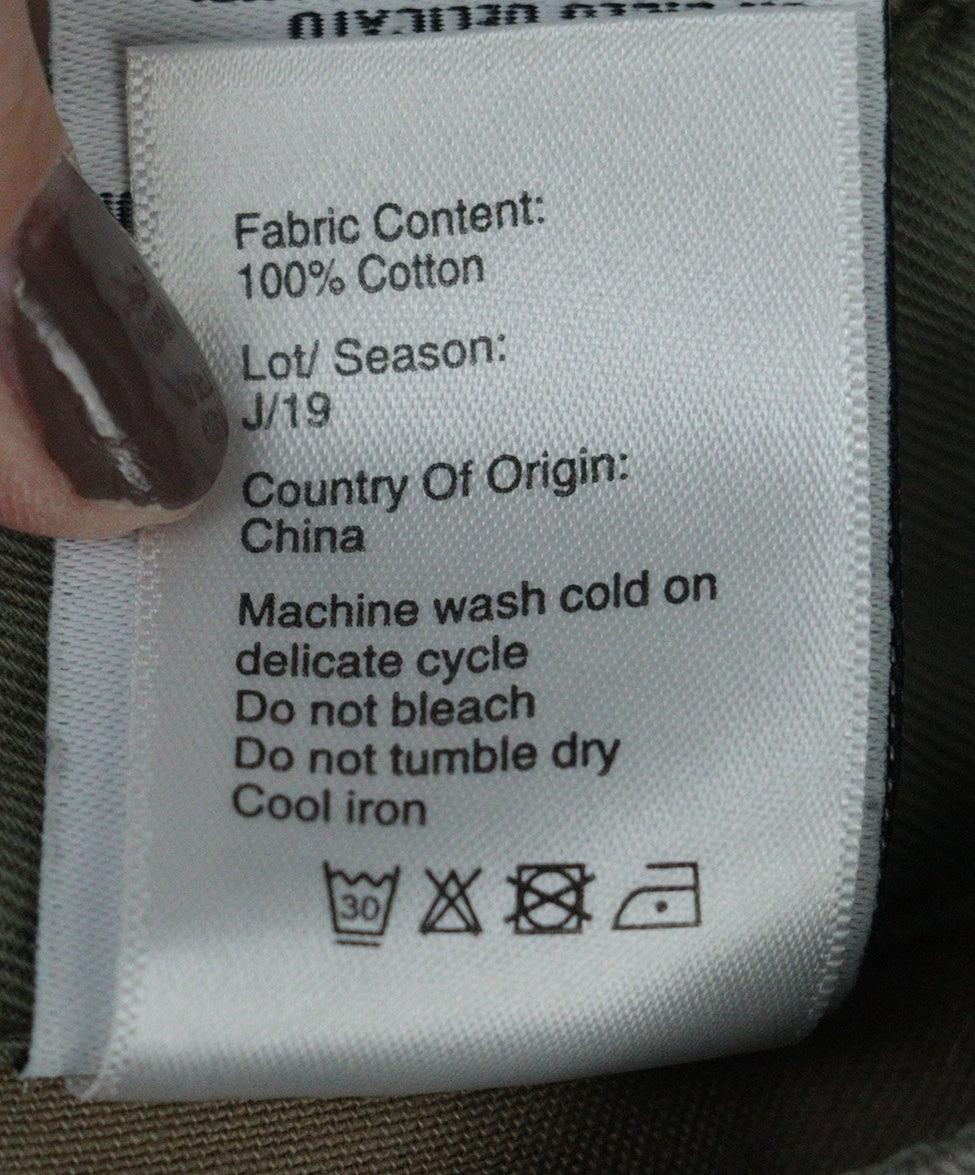 Fabric Content:
100% Cotton
Lot/ Season:
J/19
Country Of Origin:
China
Machine wash cold on
delicate cycle
Do not bleach
Do not tumble dry
Cool iron
30